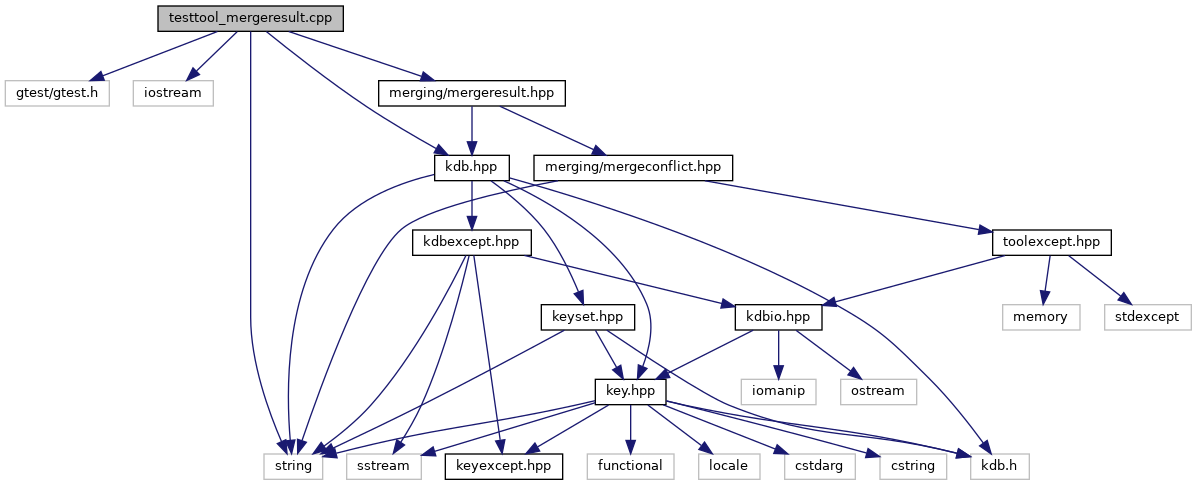 testtool_mergeresult.cpp
gtest/gtest.h
iostream
merging/mergeresult.hpp
kdb.hpp
merging/mergeconflict.hpp
kdbexcept.hpp
toolexcept.hpp
keyset.hpp
kdbio.hpp
memory
stdexcept
key.hpp
iomanip
ostream
string
sstream
keyexcept.hpp
functional
locale
cstdarg
cstring
kdb.h